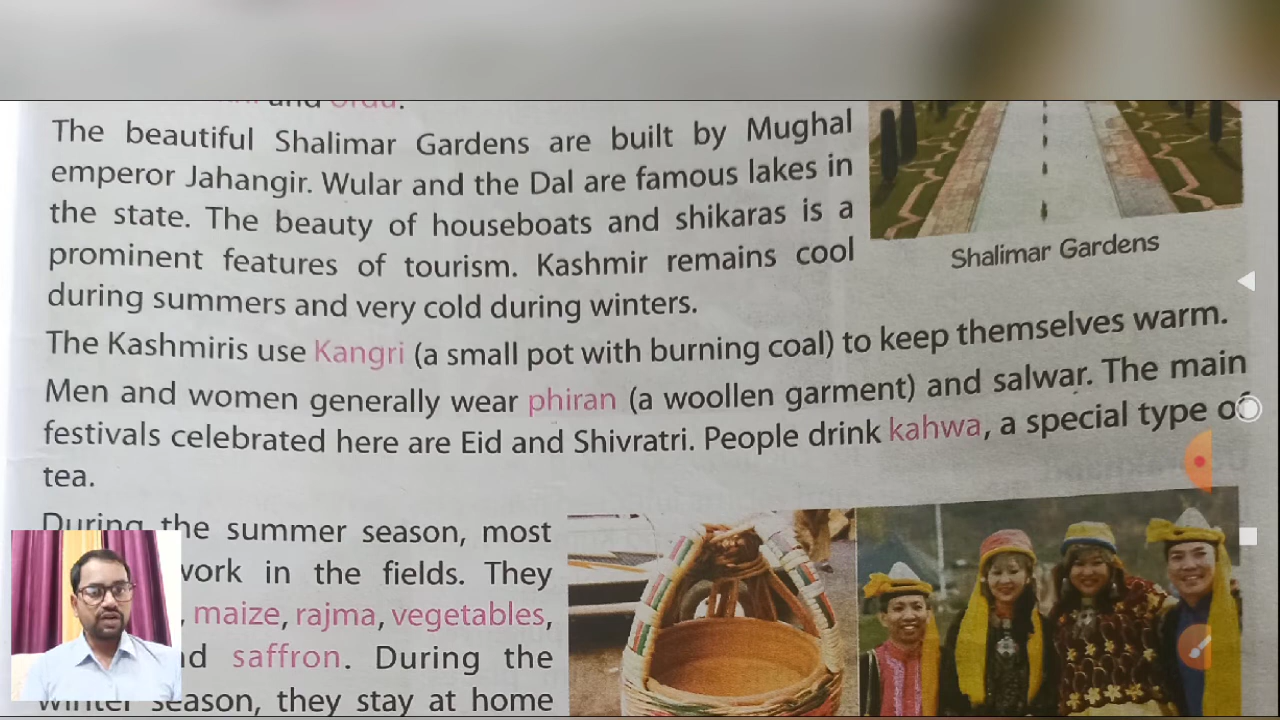 and Urdu.
The beautiful Shalimar Gardens are built by Mughal
emperor Jahangir. Wular and the Dal are famous lakes in
the state. The beauty of houseboats and shikaras is a
prominent features of tourism. Kashmir remains cool
during summers and very cold during winters.
Shalimar Gardens
The Kashmiris use Kangri (a small pot with burning coal) to keep themselves warm.
Men and women generally wear phiran (a woollen garment) and salwar. The main
festivals celebrated here are Eid and Shivratri. People drink kahwa, a special type of
tea.
During the summer season, most
work in the fields. They
, maize, rajma, vegetables,
saffron. During the
winter season, they stay at home